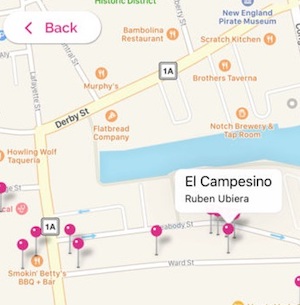 Historic District
New England
Pirate Museum
Back
Bambolina
Restaurant
Scratch Kitchen
Lafayette St
1A
Brothers Taverna
Murphy's
Derby St
Flatbread
Company
Notch Brewery &
Tap Room
Howling Wolf
Taqueria
El Campesino
Ruben Ubiera
1A
Peabody St
Ward St
Smokin' Betty's
BBQ + Bar